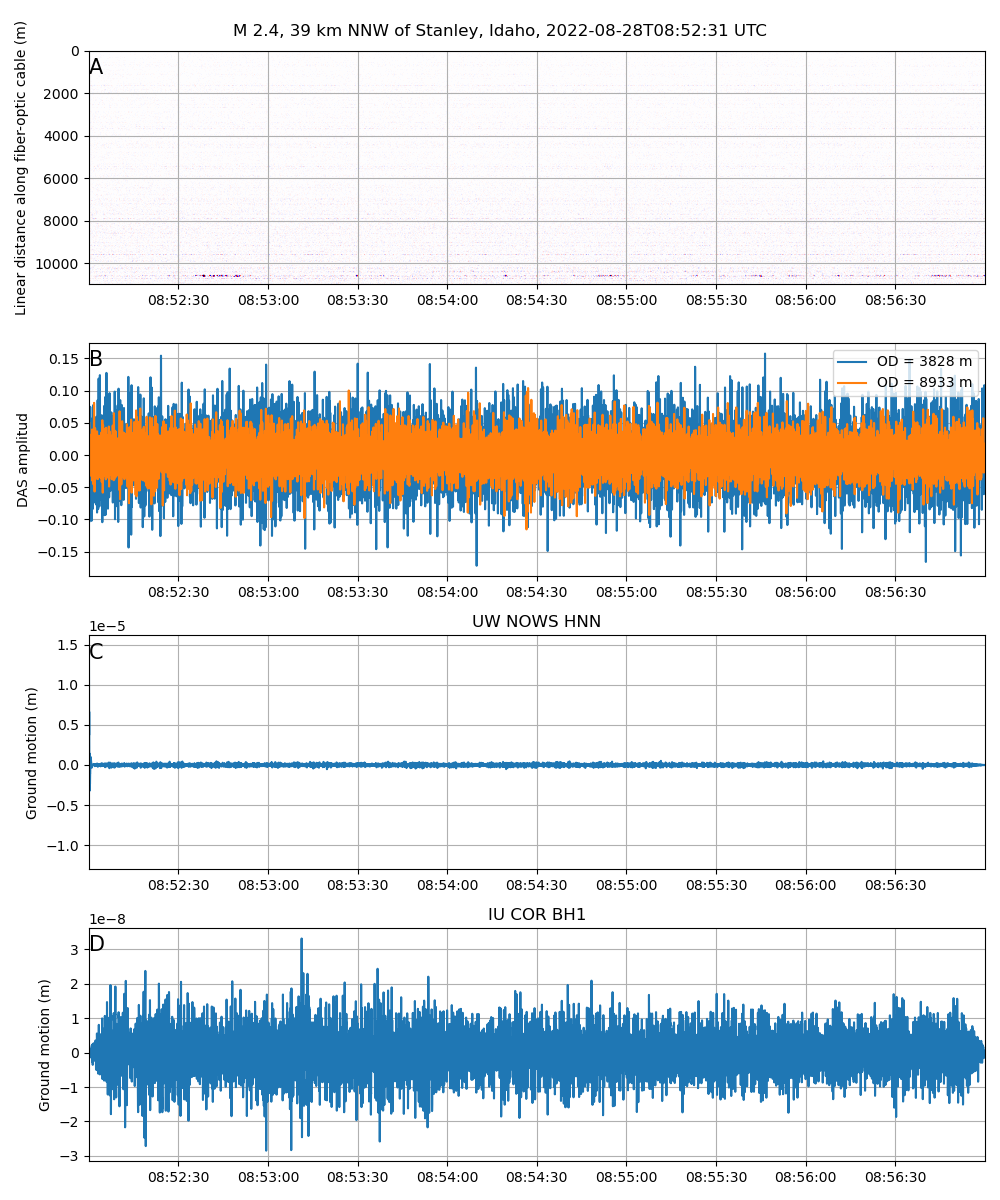 M 2.4, 39 km NNW of Stanley, Idaho, 2022-08-28T08:52:31 UTC
Linear distance along fiber-optic cable (m)
A
0
2000
4000
6000
8000
10000
08:52:30 08:53:00 08:53:30 08:54:00 08:54:30 08:55:00 08:55:30 08:56:00 08:56:30
DAS amplitud
B
OD = 3828 m
OD = 8933 m
0.15
0.10
0.05
0.00
−0.05
−0.10
−0.15
08:52:30 08:53:00 08:53:30 08:54:00 08:54:30 08:55:00 08:55:30 08:56:00 08:56:30
UW NOWS HNN
1e−5
Ground motion (m)
C
1.5
1.0
0.5
0.0
−0.5
−1.0
08:52:30 08:53:00 08:53:30 08:54:00 08:54:30 08:55:00 08:55:30 08:56:00 08:56:30
IU COR BH1
1e−8
Ground motion (m)
D
3
2
1
0
−1
−2
−3
08:52:30 08:53:00 08:53:30 08:54:00 08:54:30 08:55:00 08:55:30 08:56:00 08:56:30